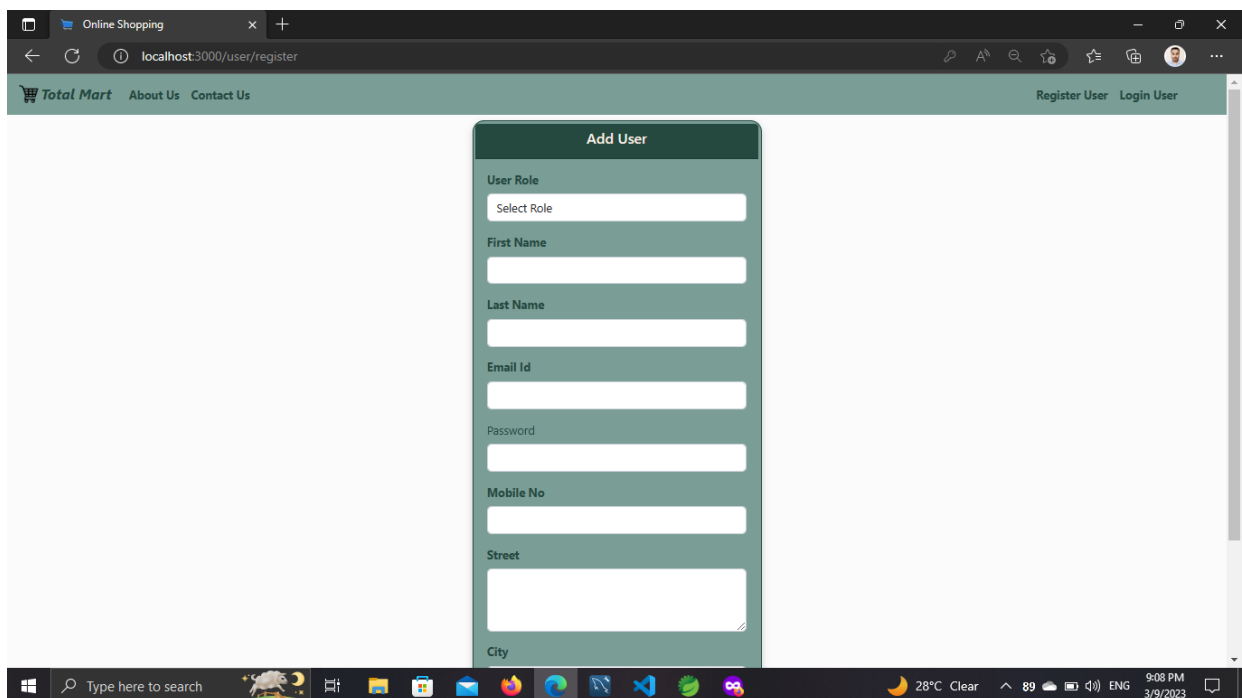 Online Shopping
localhost:3000/user/register
Total Mart About Us Contact Us Register User Login User
Add User
User Role
Select Role
First Name
Last Name
Email Id
Password
Mobile No
Street
City
Type here to search 28°C Clear 89 ENG 9:08 PM
3/9/2023